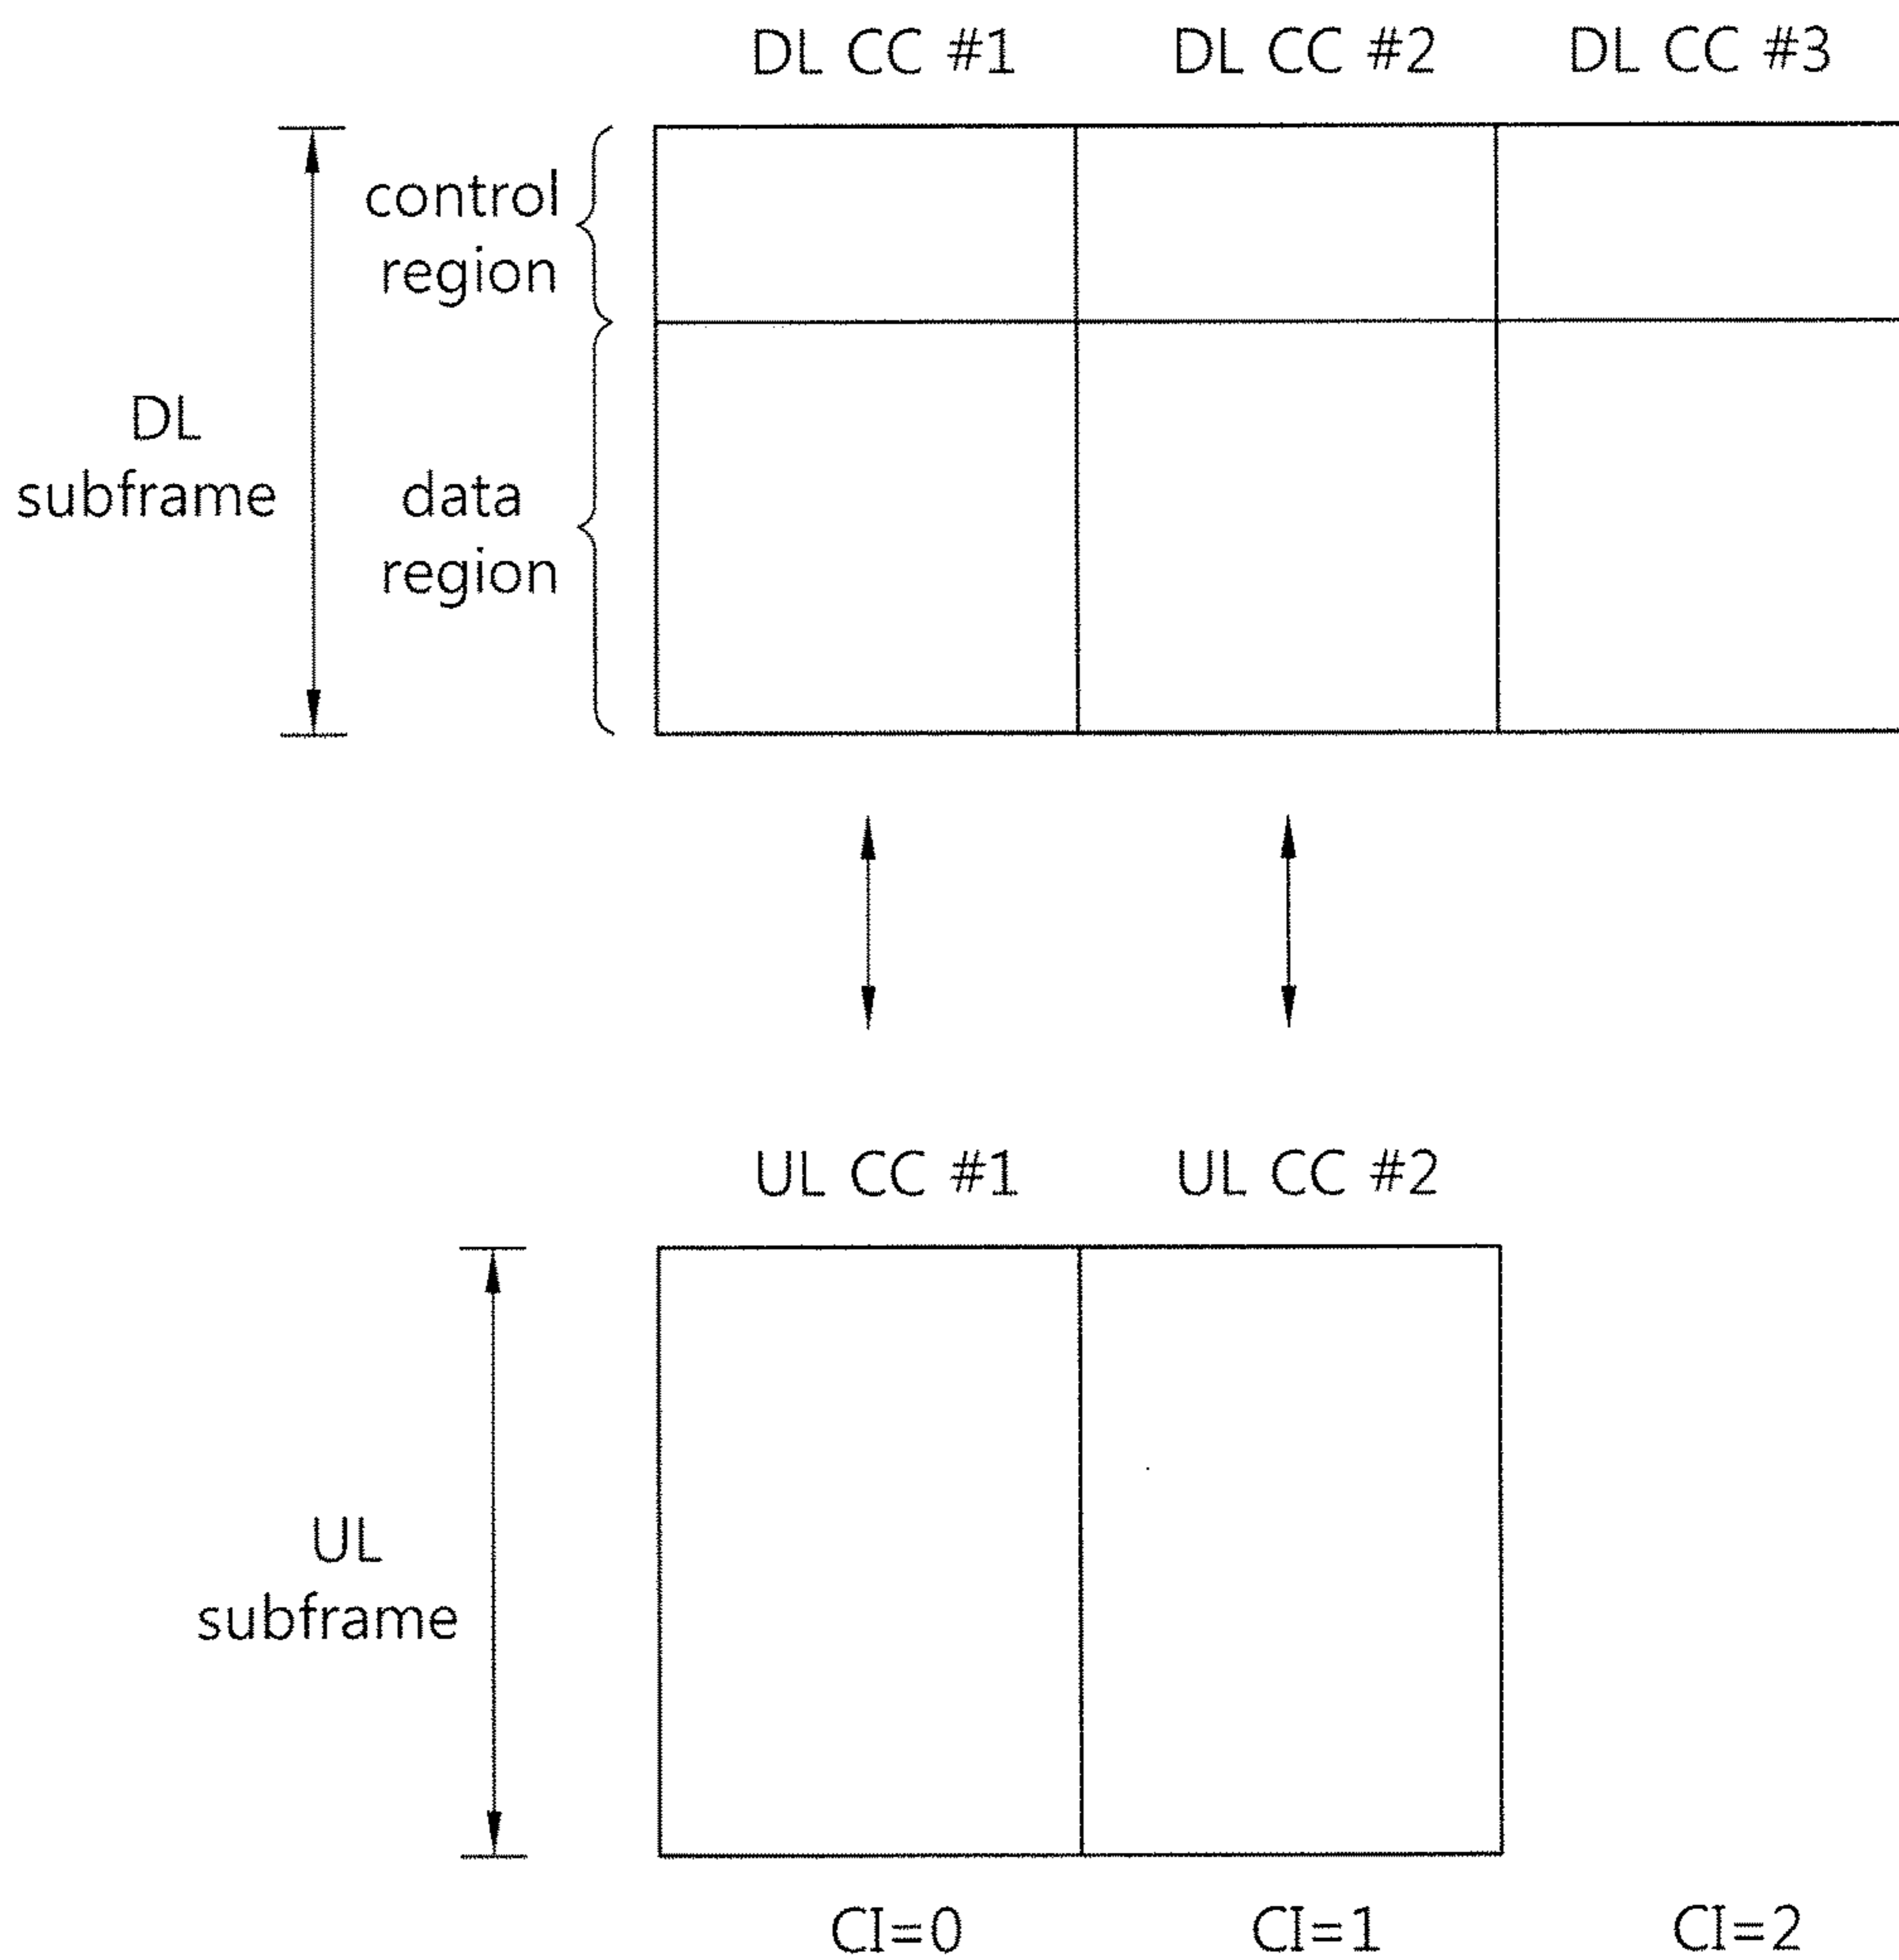 DL CC #1 DL CC #2 DL CC #3
control
region
DL
subframe
data
region
UL CC #1 UL CC #2
UL
subframe
CI=0 CI=1 CI=2